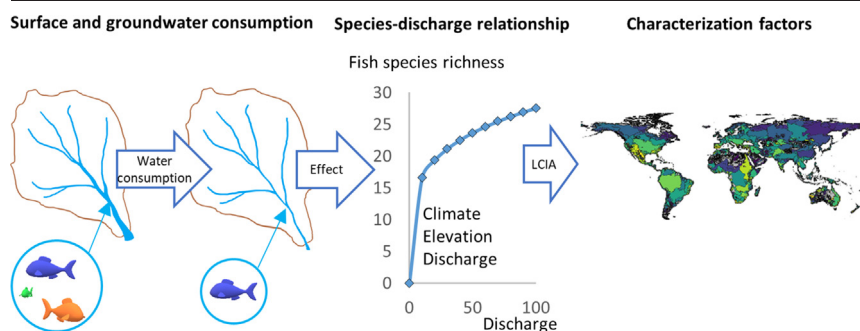 Surface and groundwater consumption
Species-discharge relationship
Characterization factors
Water
consumption
Effect
Fish species richness
30
25
20
15
10
5
0
Climate
Elevation
Discharge
0
50
100
Discharge
LCIA